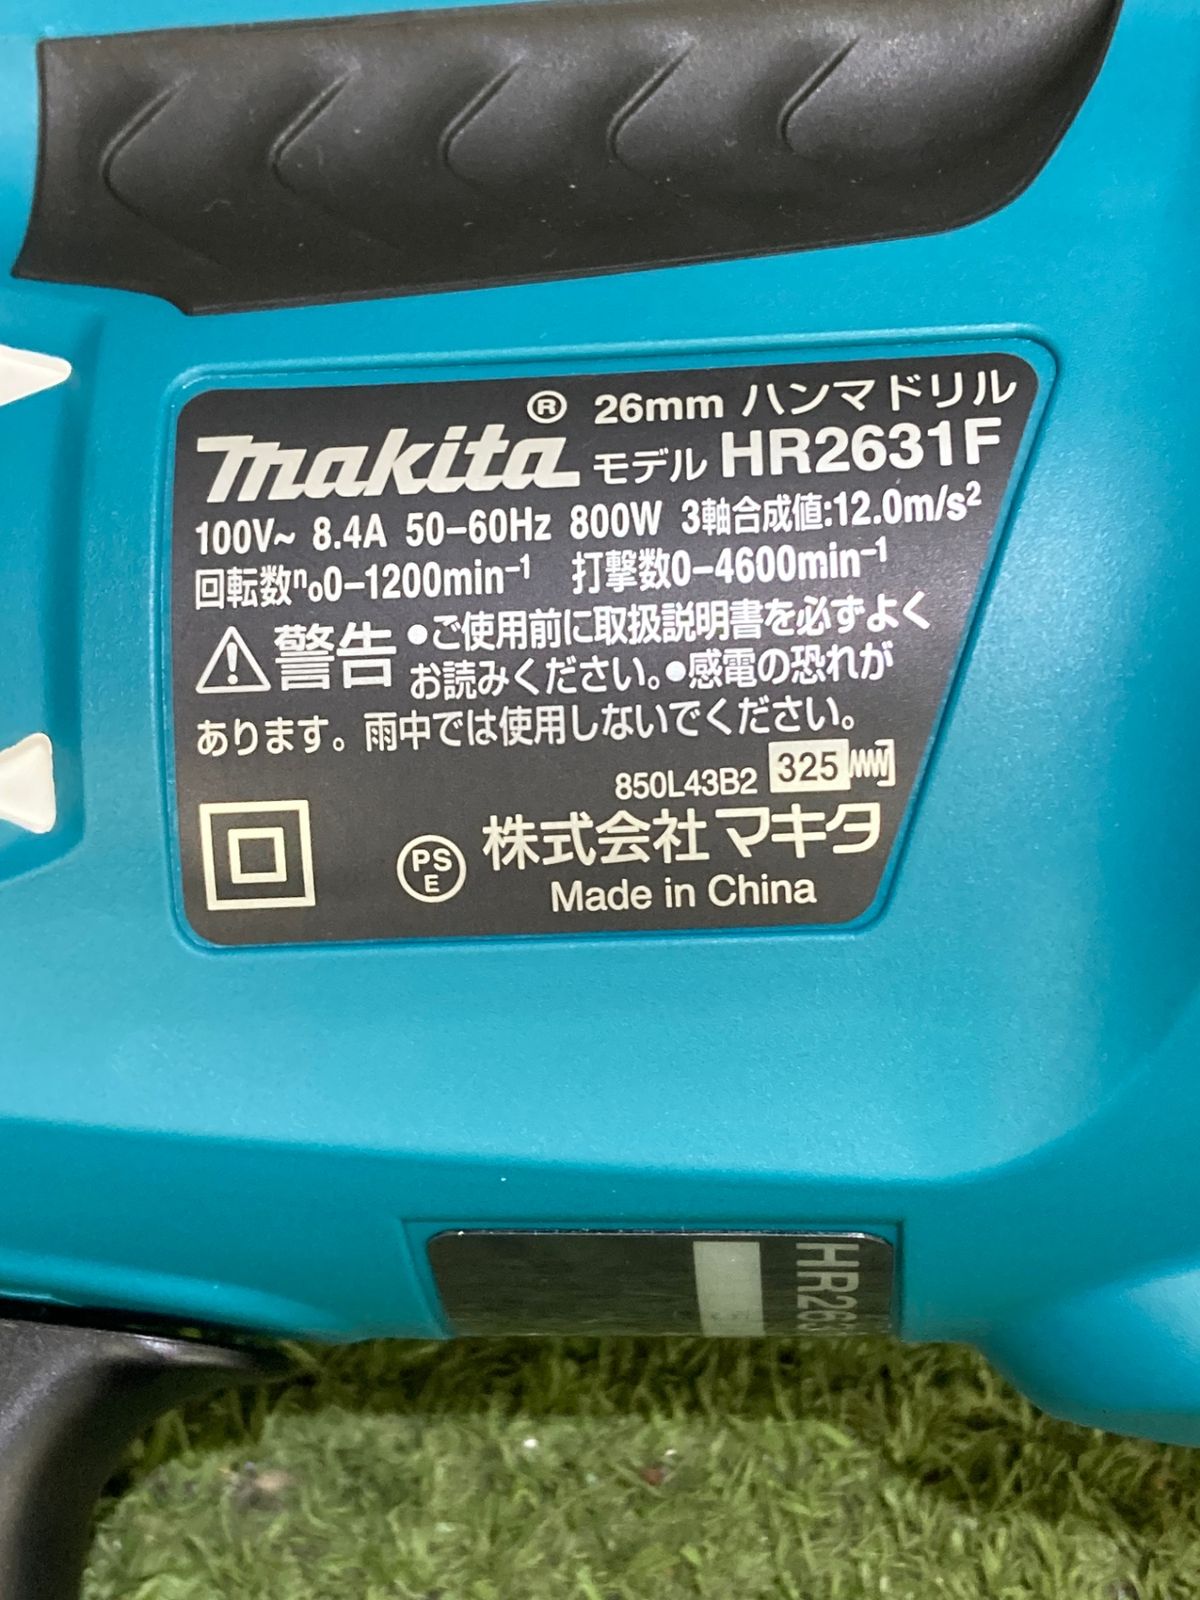 ® 26mm ハンマドリル
makita モデル HR2631F
100V~ 8.4A 50-60Hz 800W 3軸合成値:12.0m/s²
回転数n₀0-1200min⁻¹ 打撃数0-4600min⁻¹
警告 ●ご使用前に取扱説明書を必ずよく
お読みください。●感電の恐れが
あります。雨中では使用しないでください。
850L43B2 325
PS
E
株式会社マキタ
Made in China